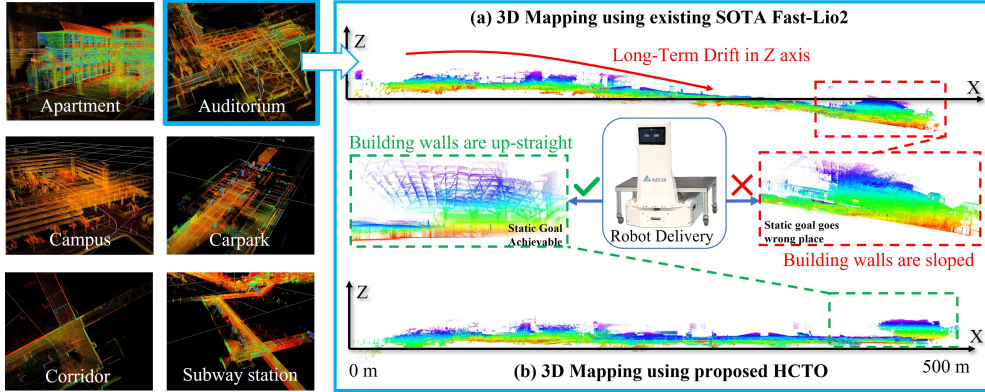 Apartment
Auditorium
Campus
Carpark
Corridor
Subway station
(a) 3D Mapping using existing SOTA Fast-Lio2
Z
Long-Term Drift in Z axis
X
Building walls are up-straight
Static Goal
Achievable
Robot Delivery
Static goal goes
wrong place
Building walls are sloped
Z
X
0 m
500 m
(b) 3D Mapping using proposed HCTO